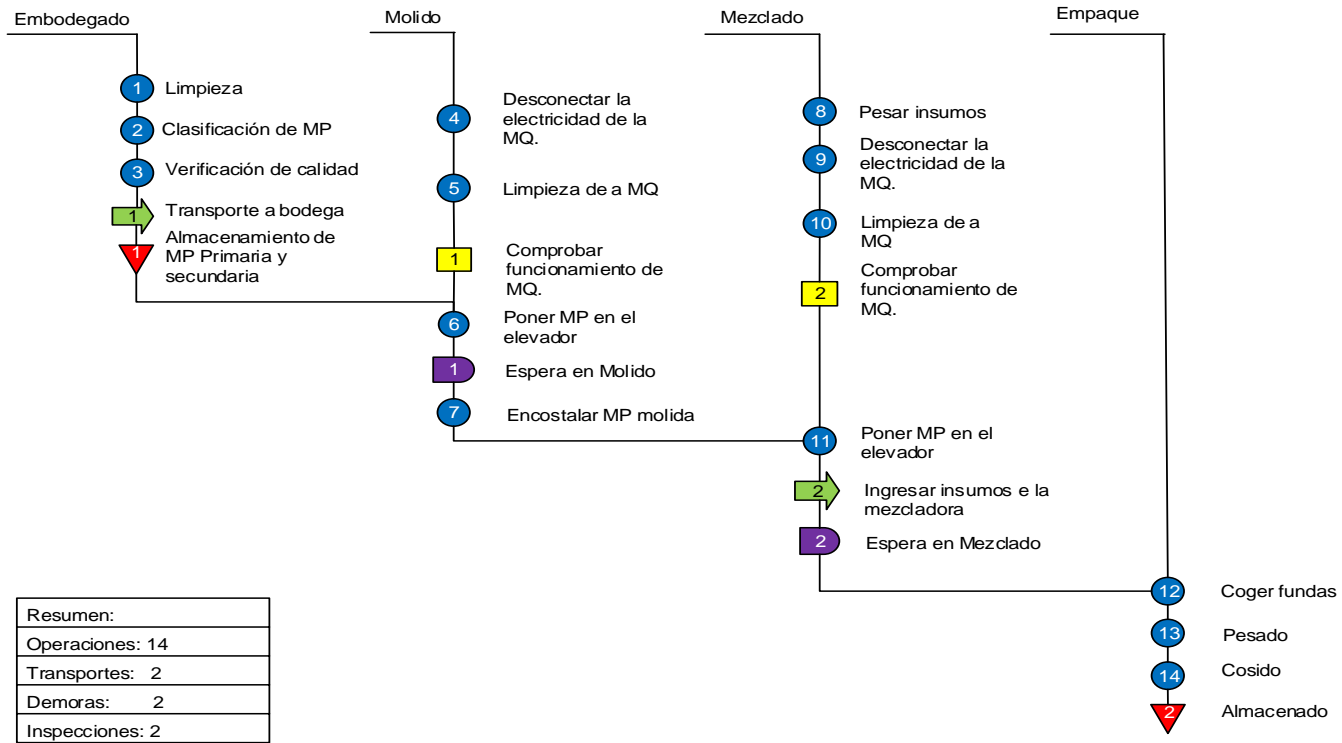 Embodegado
1
Limpieza
2
Clasificación de MP
3
Verificación de calidad
1
Transporte a bodega
1
Almacenamiento de
MP Primaria y
secundaria
Molido
4
Desconectar la
electricidad de la
MQ.
5
Limpieza de a MQ
1
Comprobar
funcionamiento de
MQ.
6
Poner MP en el
elevador
1
Espera en Molido
7
Encostalar MP molida
Mezclado
8
Pesar insumos
9
Desconectar la
electricidad de la
MQ.
10
Limpieza de a
MQ
2
Comprobar
funcionamiento de
MQ.
11
Poner MP en el
elevador
2
Ingresar insumos e la
mezcladora
2
Espera en Mezclado
Empaque
12
Coger fundas
13
Pesado
14
Cosido
2
Almacenado
Resumen:
Operaciones: 14
Transportes: 2
Demoras: 2
Inspecciones: 2